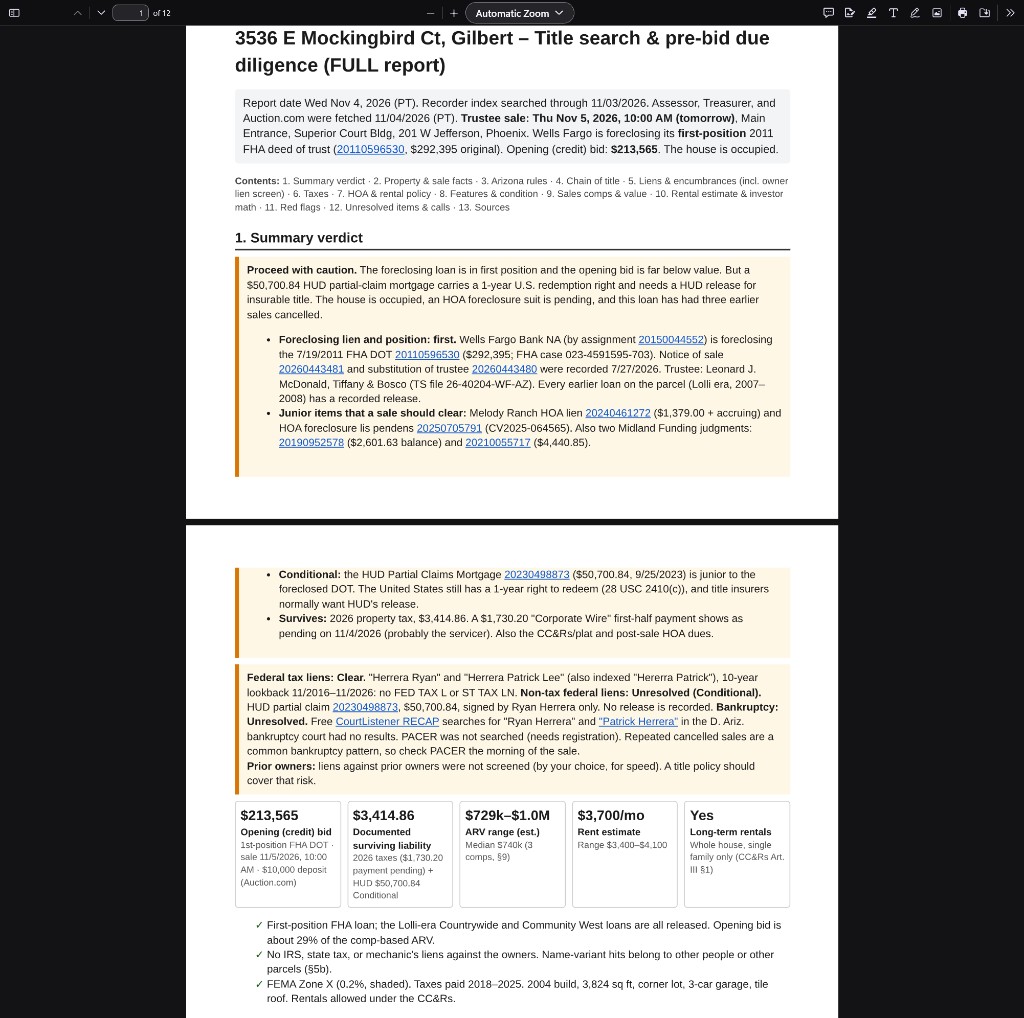 1 of 12
Automatic Zoom
3536 E Mockingbird Ct, Gilbert – Title search & pre-bid due
diligence (FULL report)
Report date Wed Nov 4, 2026 (PT). Recorder index searched through 11/03/2026. Assessor, Treasurer, and
Auction.com were fetched 11/04/2026 (PT). Trustee sale: Thu Nov 5, 2026, 10:00 AM (tomorrow), Main
Entrance, Superior Court Bldg, 201 W Jefferson, Phoenix. Wells Fargo is foreclosing its first-position 2011
FHA deed of trust (20110596530, $292,395 original). Opening (credit) bid: $213,565. The house is occupied.
Contents: 1. Summary verdict · 2. Property & sale facts · 3. Arizona rules · 4. Chain of title · 5. Liens & encumbrances (incl. owner
lien screen) · 6. Taxes · 7. HOA & rental policy · 8. Features & condition · 9. Sales comps & value · 10. Rental estimate & investor
math · 11. Red flags · 12. Unresolved items & calls · 13. Sources
1. Summary verdict
Proceed with caution. The foreclosing loan is in first position and the opening bid is far below value. But a
$50,700.84 HUD partial-claim mortgage carries a 1-year U.S. redemption right and needs a HUD release for
insurable title. The house is occupied, an HOA foreclosure suit is pending, and this loan has had three earlier
sales cancelled.
• Foreclosing lien and position: first. Wells Fargo Bank NA (by assignment 20150044552) is foreclosing
the 7/19/2011 FHA DOT 20110596530 ($292,395; FHA case 023-4591595-703). Notice of sale
20260443481 and substitution of trustee 20260443480 were recorded 7/27/2026. Trustee: Leonard J.
McDonald, Tiffany & Bosco (TS file 26-40204-WF-AZ). Every earlier loan on the parcel (Lolli era, 2007–
2008) has a recorded release.
• Junior items that a sale should clear: Melody Ranch HOA lien 20240461272 ($1,379.00 + accruing) and
HOA foreclosure lis pendens 20250705791 (CV2025-064565). Also two Midland Funding judgments:
20190952578 ($2,601.63 balance) and 20210055717 ($4,440.85).
• Conditional: the HUD Partial Claims Mortgage 20230498873 ($50,700.84, 9/25/2023) is junior to the
foreclosed DOT. The United States still has a 1-year right to redeem (28 USC 2410(c)), and title insurers
normally want HUD's release.
• Survives: 2026 property tax, $3,414.86. A $1,730.20 "Corporate Wire" first-half payment shows as
pending on 11/4/2026 (probably the servicer). Also the CC&Rs/plat and post-sale HOA dues.
Federal tax liens: Clear. "Herrera Ryan" and "Herrera Patrick Lee" (also indexed "Herrerra Patrick"), 10-year
lookback 11/2016–11/2026: no FED TAX L or ST TAX LN. Non-tax federal liens: Unresolved (Conditional).
HUD partial claim 20230498873, $50,700.84, signed by Ryan Herrera only. No release is recorded. Bankruptcy:
Unresolved. Free CourtListener RECAP searches for "Ryan Herrera" and "Patrick Herrera" in the D. Ariz.
bankruptcy court had no results. PACER was not searched (needs registration). Repeated cancelled sales are a
common bankruptcy pattern, so check PACER the morning of the sale.
Prior owners: liens against prior owners were not screened (by your choice, for speed). A title policy should
cover that risk.
$213,565
Opening (credit) bid
1st-position FHA DOT ·
sale 11/5/2026, 10:00
AM · $10,000 deposit
(Auction.com)
$3,414.86
Documented
surviving liability
2026 taxes ($1,730.20
payment pending) +
HUD $50,700.84
Conditional
$729k–$1.0M
ARV range (est.)
Median $740k (3
comps, §9)
$3,700/mo
Rent estimate
Range $3,400–$4,100
Yes
Long-term rentals
Whole house, single
family only (CC&Rs Art.
III §1)
✓ First-position FHA loan; the Lolli-era Countrywide and Community West loans are all released. Opening bid is
about 29% of the comp-based ARV.
✓ No IRS, state tax, or mechanic's liens against the owners. Name-variant hits belong to other people or other
parcels (§5b).
✓ FEMA Zone X (0.2%, shaded). Taxes paid 2018–2025. 2004 build, 3,824 sq ft, corner lot, 3-car garage, tile
roof. Rentals allowed under the CC&Rs.